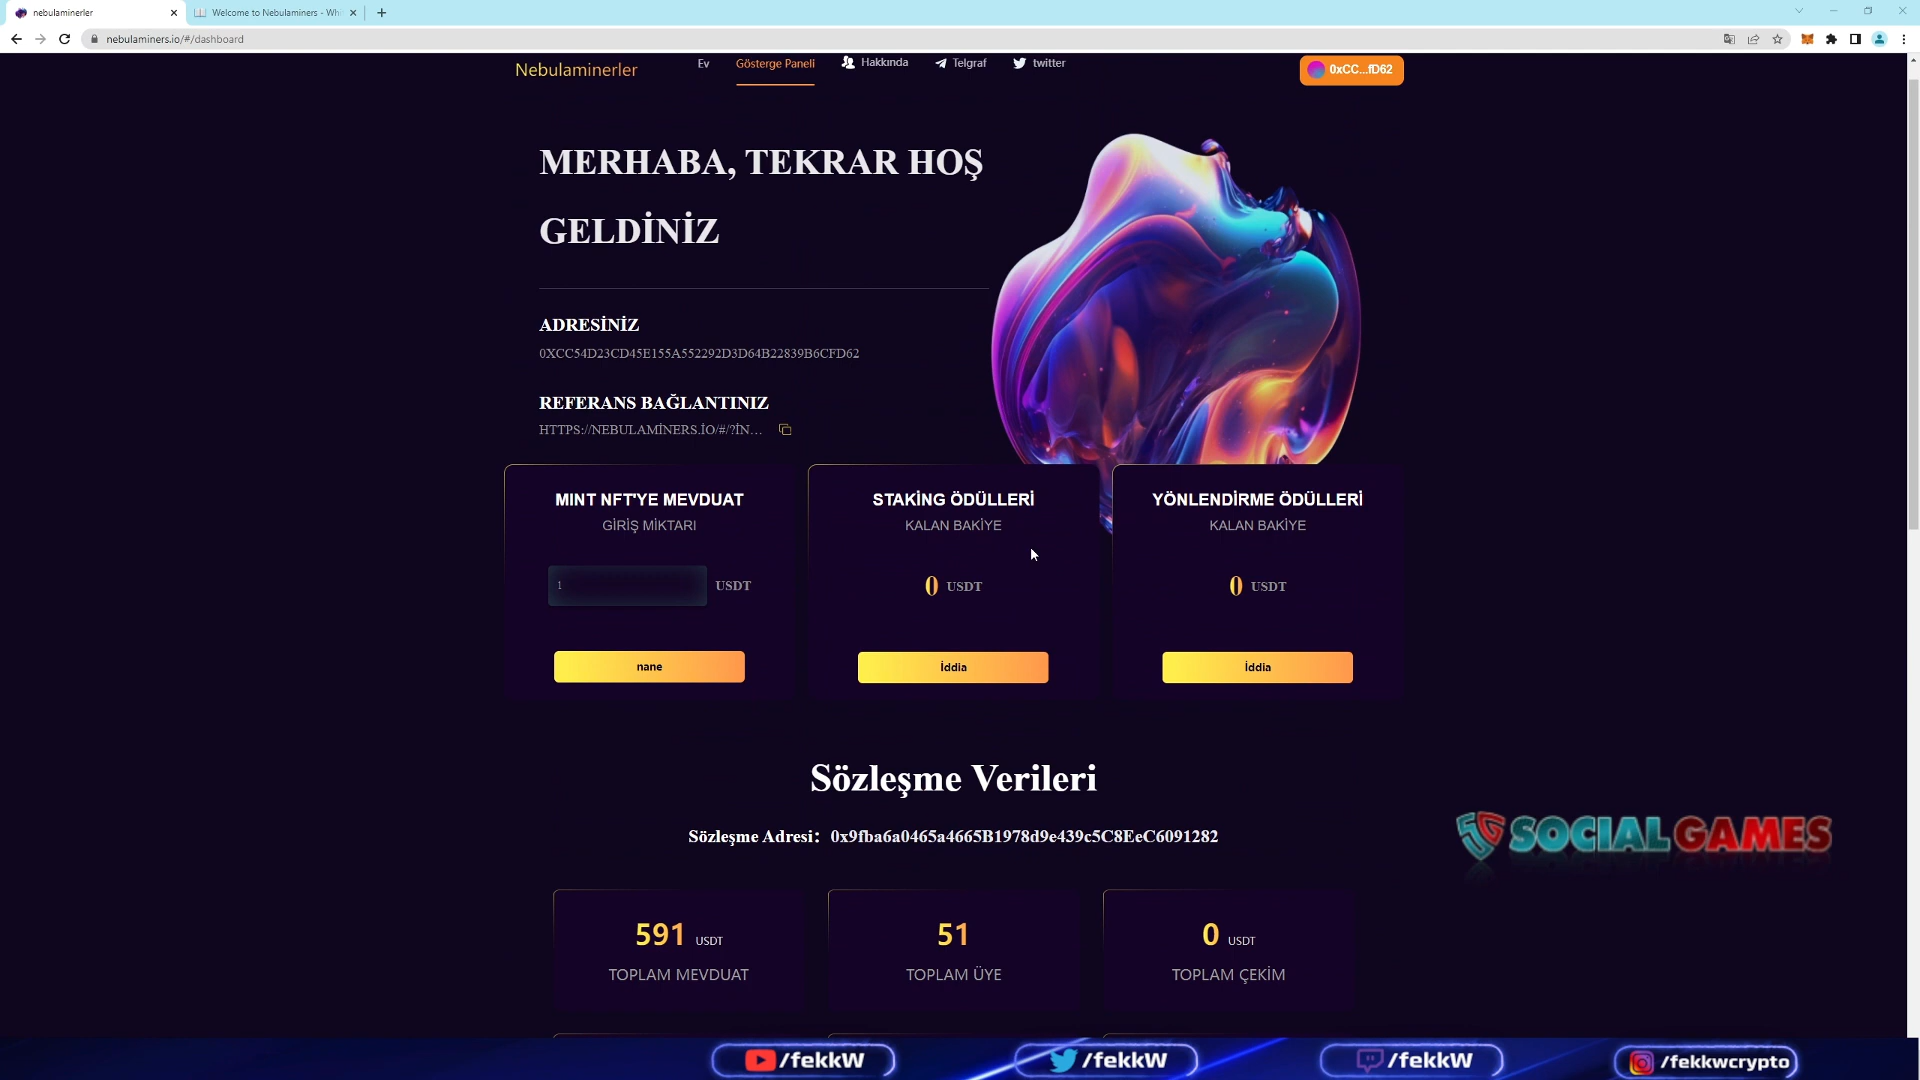 nebulaminerler
Welcome to Nebulaminers - Whi
nebulaminers.io/#/dashboard
Nebulaminerler
Ev
Gösterge Paneli
Hakkında
Telgraf
twitter
0xCC...fD62
MERHABA, TEKRAR HOŞ
GELDİNİZ
ADRESİNİZ
0XCC54D23CD45E155A552292D3D64B22839B6CFD62
REFERANS BAĞLANTINIZ
HTTPS://NEBULAMİNERS.İO/#/?İN...
MINT NFT'YE MEVDUAT
GİRİŞ MİKTARI
1 USDT
nane
STAKİNG ÖDÜLLERİ
KALAN BAKİYE
0 USDT
İddia
YÖNLENDİRME ÖDÜLLERİ
KALAN BAKİYE
0 USDT
İddia
Sözleşme Verileri
Sözleşme Adresi: 0x9fba6a0465a4665B1978d9e439c5C8EeC6091282
SG SOCIALGAMES
591 USDT
TOPLAM MEVDUAT
51
TOPLAM ÜYE
0 USDT
TOPLAM ÇEKİM
/fekkW
/fekkW
/fekkW
/fekkwcrypto